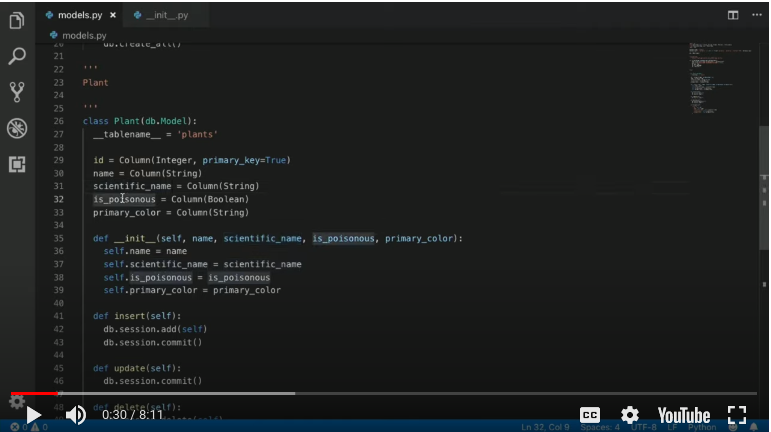 models.py × __init__.py
models.py
20 db.create_all()
21
22 '''
23 Plant
24
25 '''
26 class Plant(db.Model):
27 __tablename__ = 'plants'
28
29 id = Column(Integer, primary_key=True)
30 name = Column(String)
31 scientific_name = Column(String)
32 is_poisonous = Column(Boolean)
33 primary_color = Column(String)
34
35 def __init__(self, name, scientific_name, is_poisonous, primary_color):
36 self.name = name
37 self.scientific_name = scientific_name
38 self.is_poisonous = is_poisonous
39 self.primary_color = primary_color
40
41 def insert(self):
42 db.session.add(self)
43 db.session.commit()
44
45 def update(self):
46 db.session.commit()
47
48 def delete(self):
0:30 / 8:11 CC YouTube
0 0 Ln 32, Col 9 Spaces: 4 UTF-8 LF Python